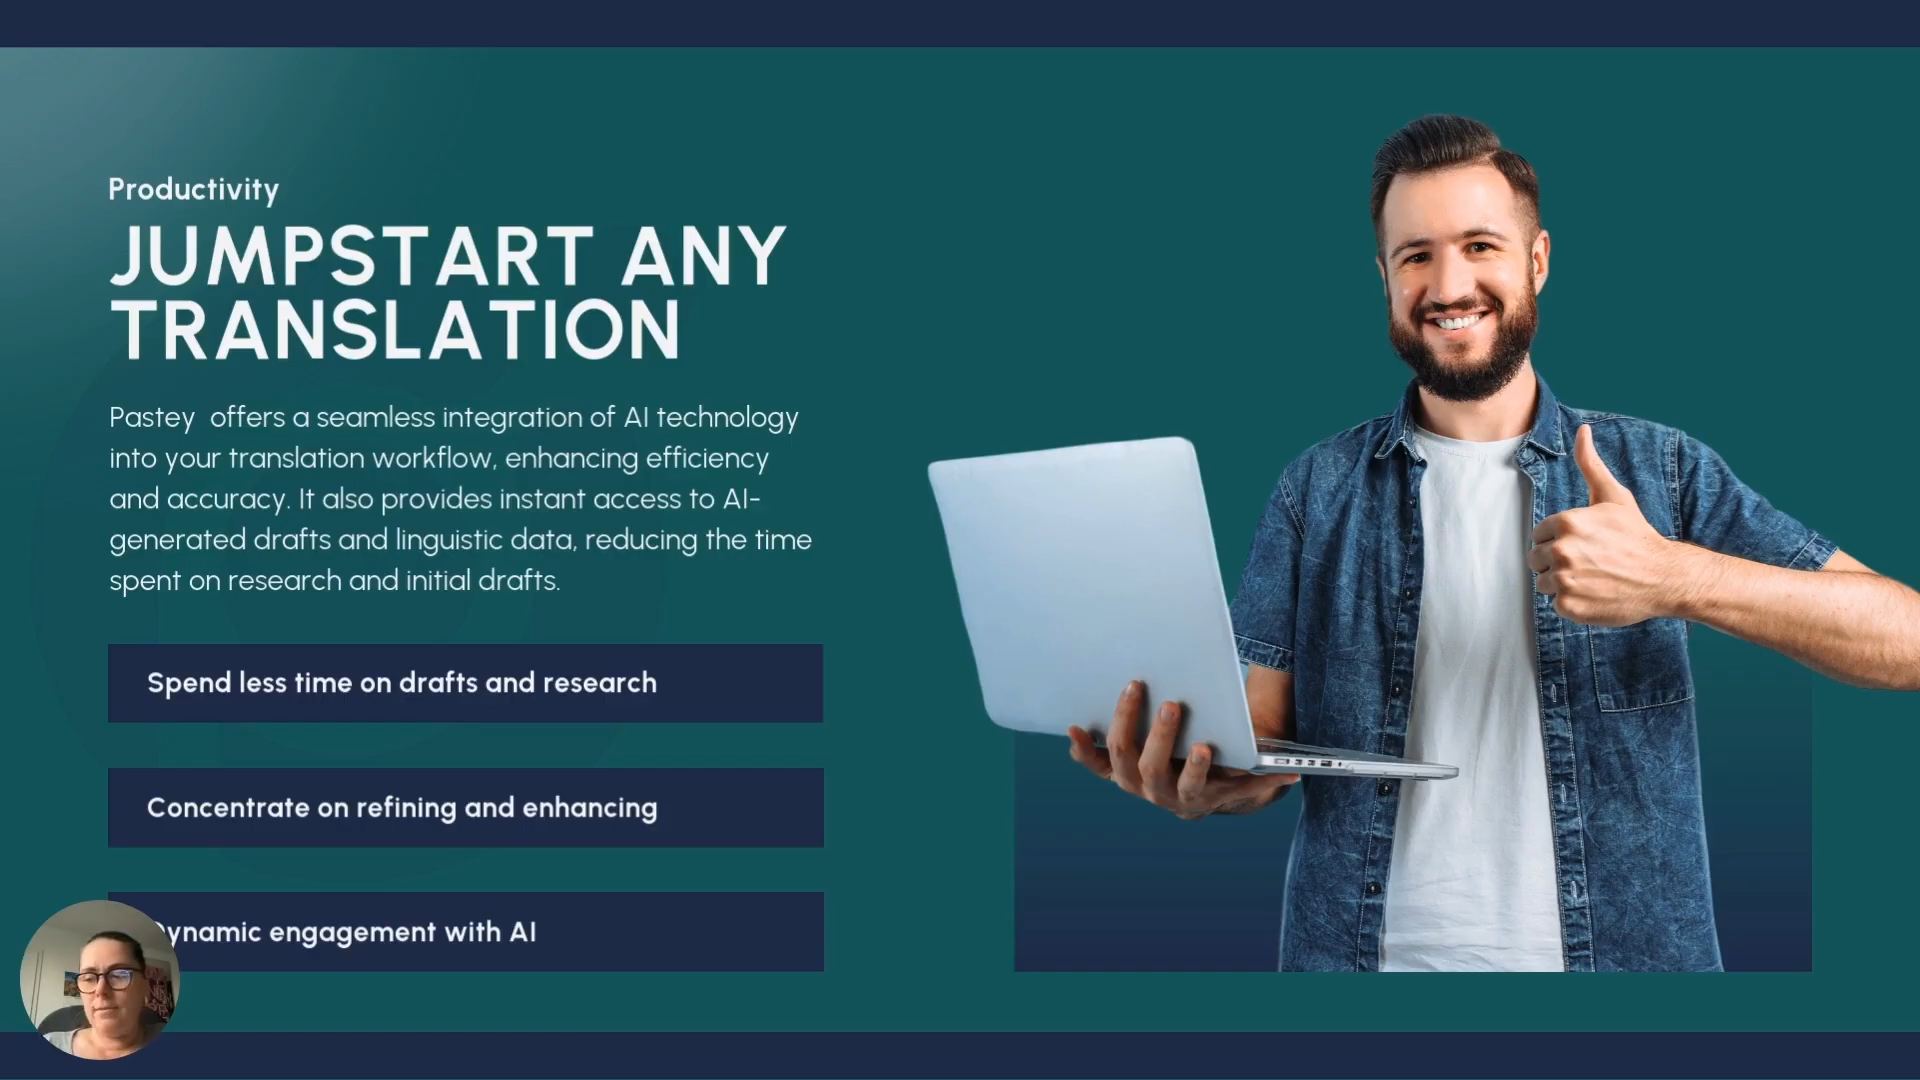 Productivity
JUMPSTART ANY
TRANSLATION
Pastey offers a seamless integration of AI technology
into your translation workflow, enhancing efficiency
and accuracy. It also provides instant access to AI-
generated drafts and linguistic data, reducing the time
spent on research and initial drafts.
Spend less time on drafts and research
Concentrate on refining and enhancing
Dynamic engagement with AI